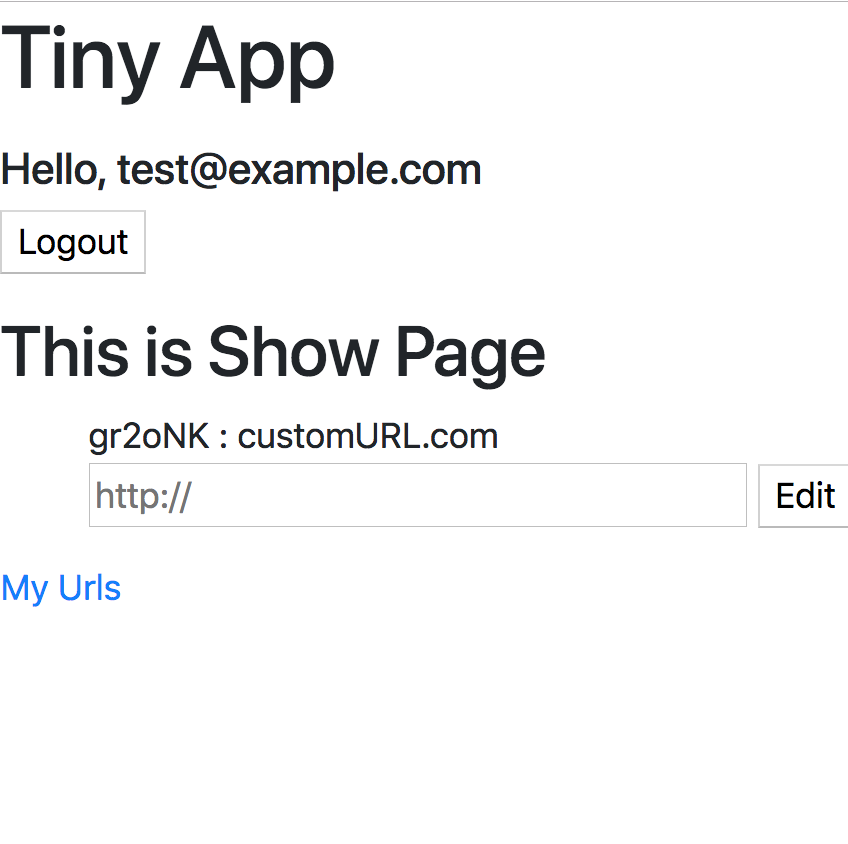 Tiny App
Hello, test@example.com
Logout
This is Show Page
gr2oNK : customURL.com
http:// Edit
My Urls